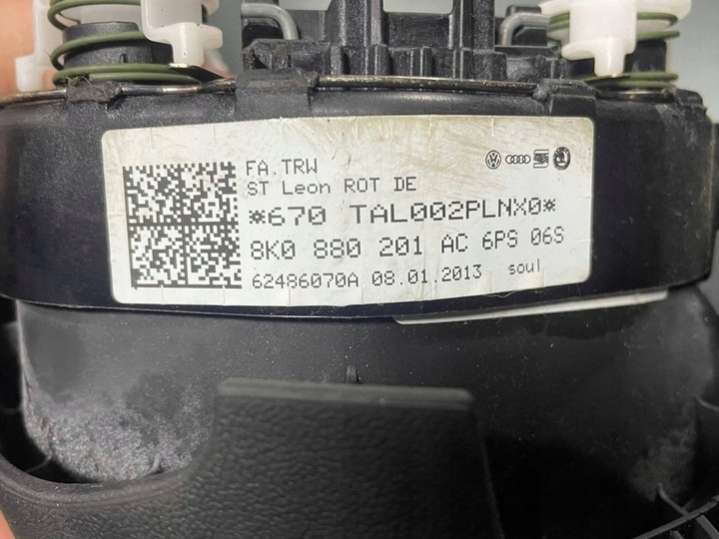 FA.TRW
ST Leon ROT DE
*670 TAL002PLNX0*
8K0 880 201 AC 6PS 06S
62486070A 08.01.2013 soul